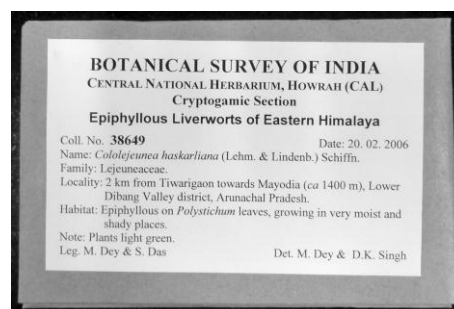 BOTANICAL SURVEY OF INDIA
CENTRAL NATIONAL HERBARIUM, HOWRAH (CAL)
Cryptogamic Section
Epiphyllous Liverworts of Eastern Himalaya
Coll. No. 38649 Date: 20. 02. 2006
Name: Cololejeunea haskarliana (Lehm. & Lindenb.) Schiffn.
Family: Lejeuneaceae.
Locality: 2 km from Tiwarigaon towards Mayodia (ca 1400 m), Lower
Dibang Valley district, Arunachal Pradesh.
Habitat: Epiphyllous on Polystichum leaves, growing in very moist and
shady places.
Note: Plants light green.
Leg. M. Dey & S. Das Det. M. Dey & D.K. Singh